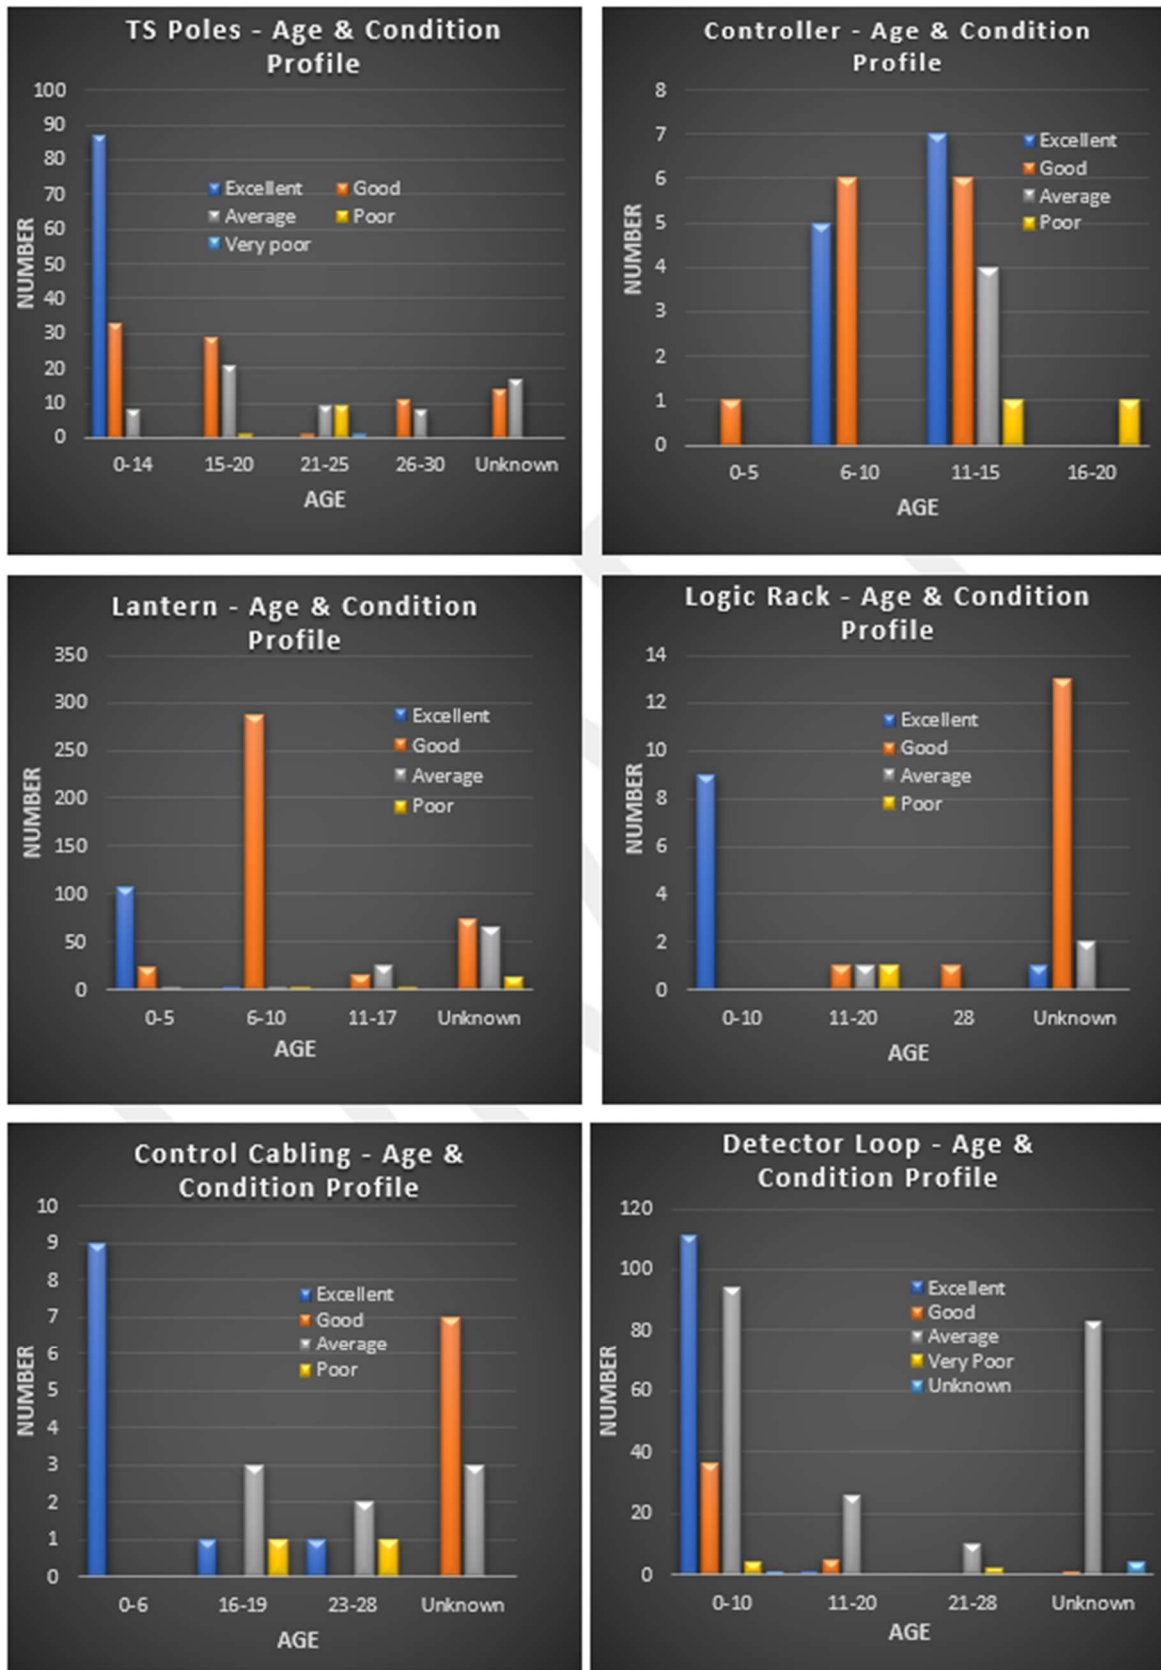 TS Poles - Age & Condition
Profile
100
90
80
70
60
50
40
30
20
10
0
NUMBER
Excellent Good
Average Poor
Very poor
0-14 15-20 21-25 26-30 Unknown
AGE
Controller - Age & Condition
Profile
8
7
6
5
4
3
2
1
0
NUMBER
Excellent
Good
Average
Poor
0-5 6-10 11-15 16-20
AGE
Lantern - Age & Condition
Profile
350
300
250
200
150
100
50
0
NUMBER
Excellent
Good
Average
Poor
0-5 6-10 11-17 Unknown
AGE
Logic Rack - Age & Condition
Profile
14
12
10
8
6
4
2
0
NUMBER
Excellent
Good
Average
Poor
0-10 11-20 28 Unknown
AGE
Control Cabling - Age &
Condition Profile
10
9
8
7
6
5
4
3
2
1
0
NUMBER
Excellent
Good
Average
Poor
0-6 16-19 23-28 Unknown
AGE
Detector Loop - Age &
Condition Profile
120
100
80
60
40
20
0
NUMBER
Excellent
Good
Average
Very Poor
Unknown
0-10 11-20 21-28 Unknown
AGE